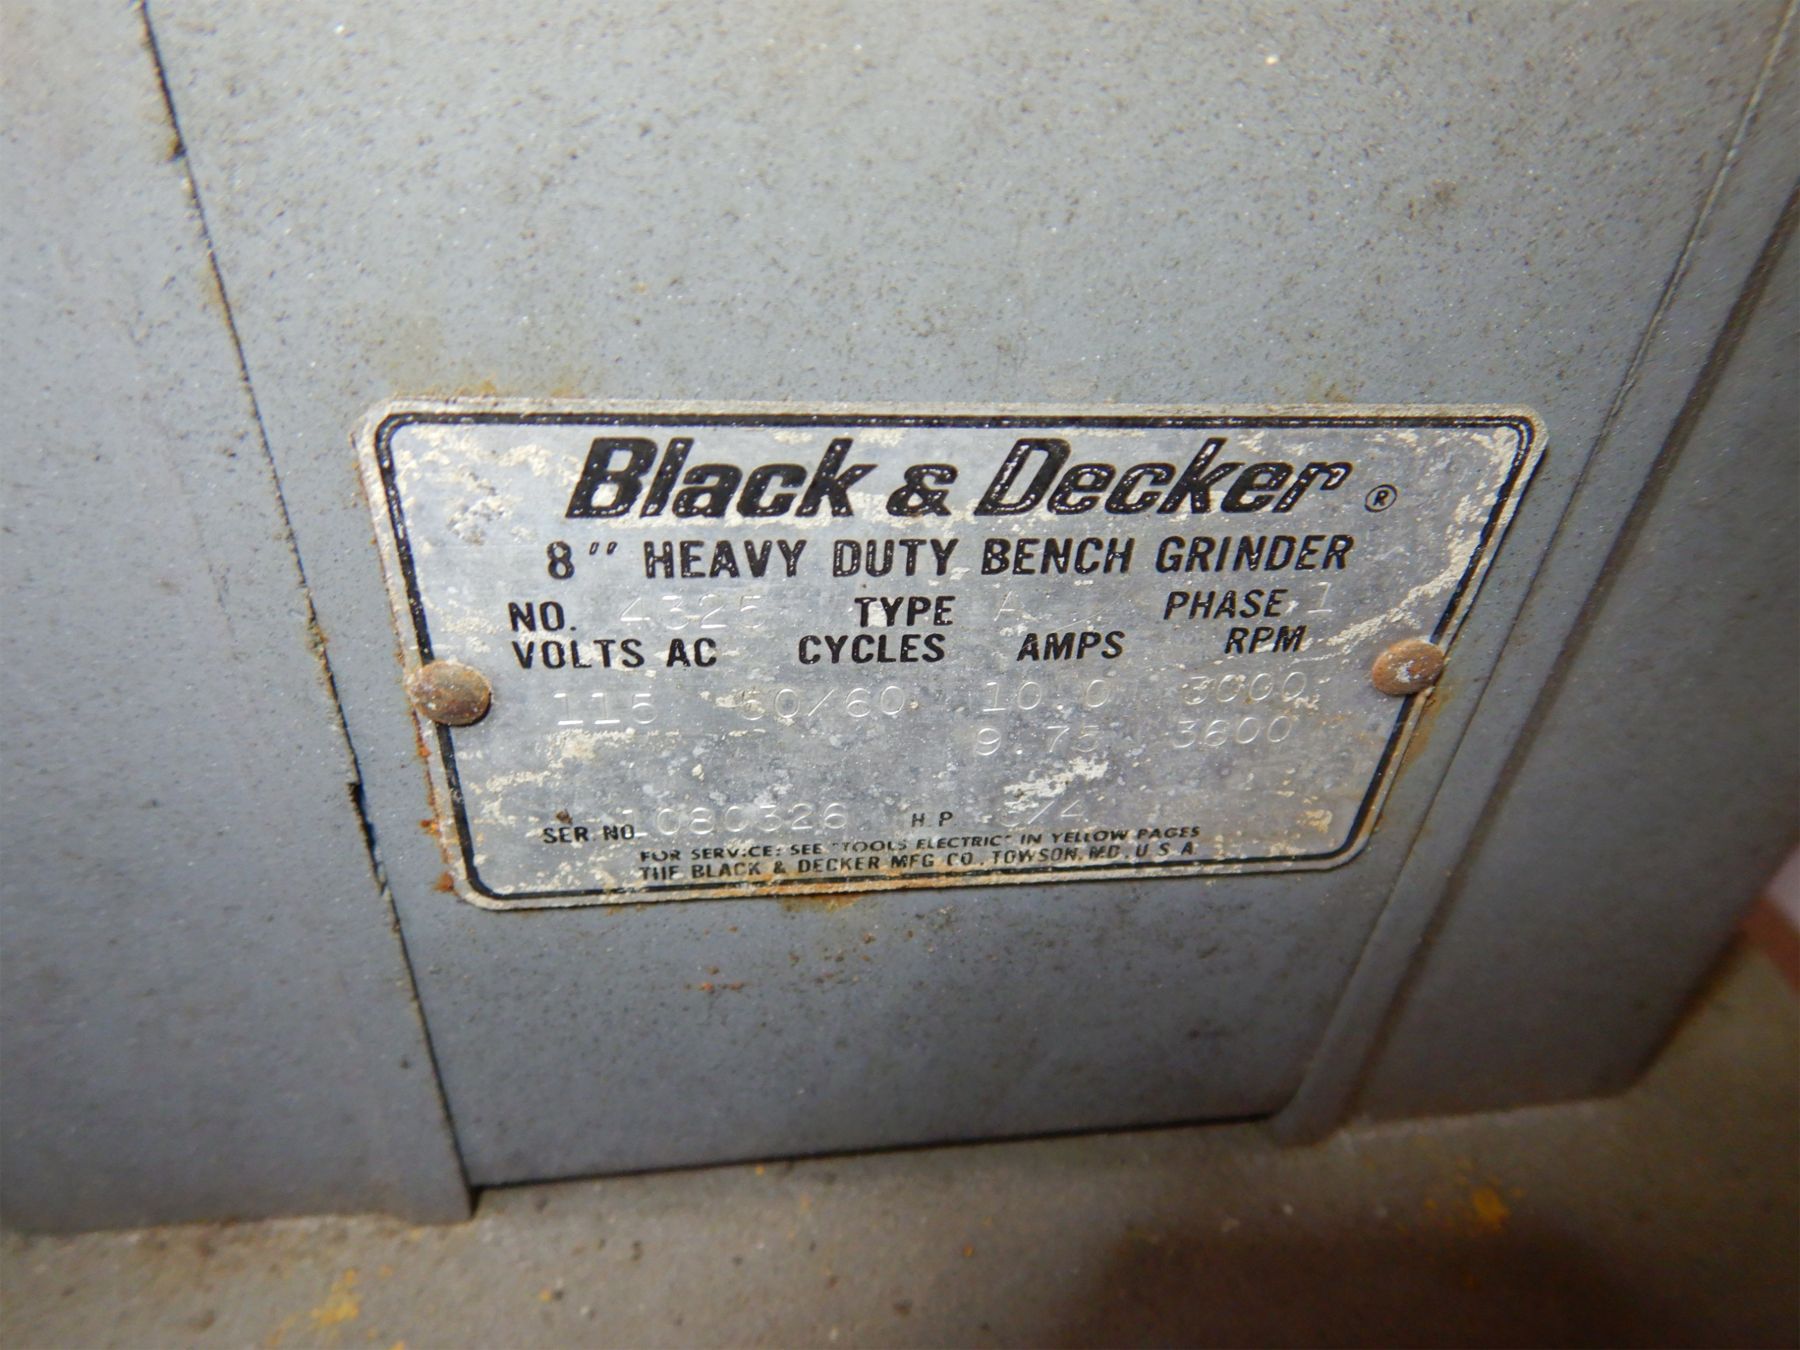 Black & Decker ®
8" HEAVY DUTY BENCH GRINDER
NO. 4325 TYPE A PHASE 1
VOLTS AC CYCLES AMPS RPM
115 50/60 10.0 3000
9.75 3600
SER. NO. 1080326 H P 3/4
FOR SERVICE: SEE "TOOLS ELECTRIC" IN YELLOW PAGES
THE BLACK & DECKER MFG CO., TOWSON, MD. U.S.A.